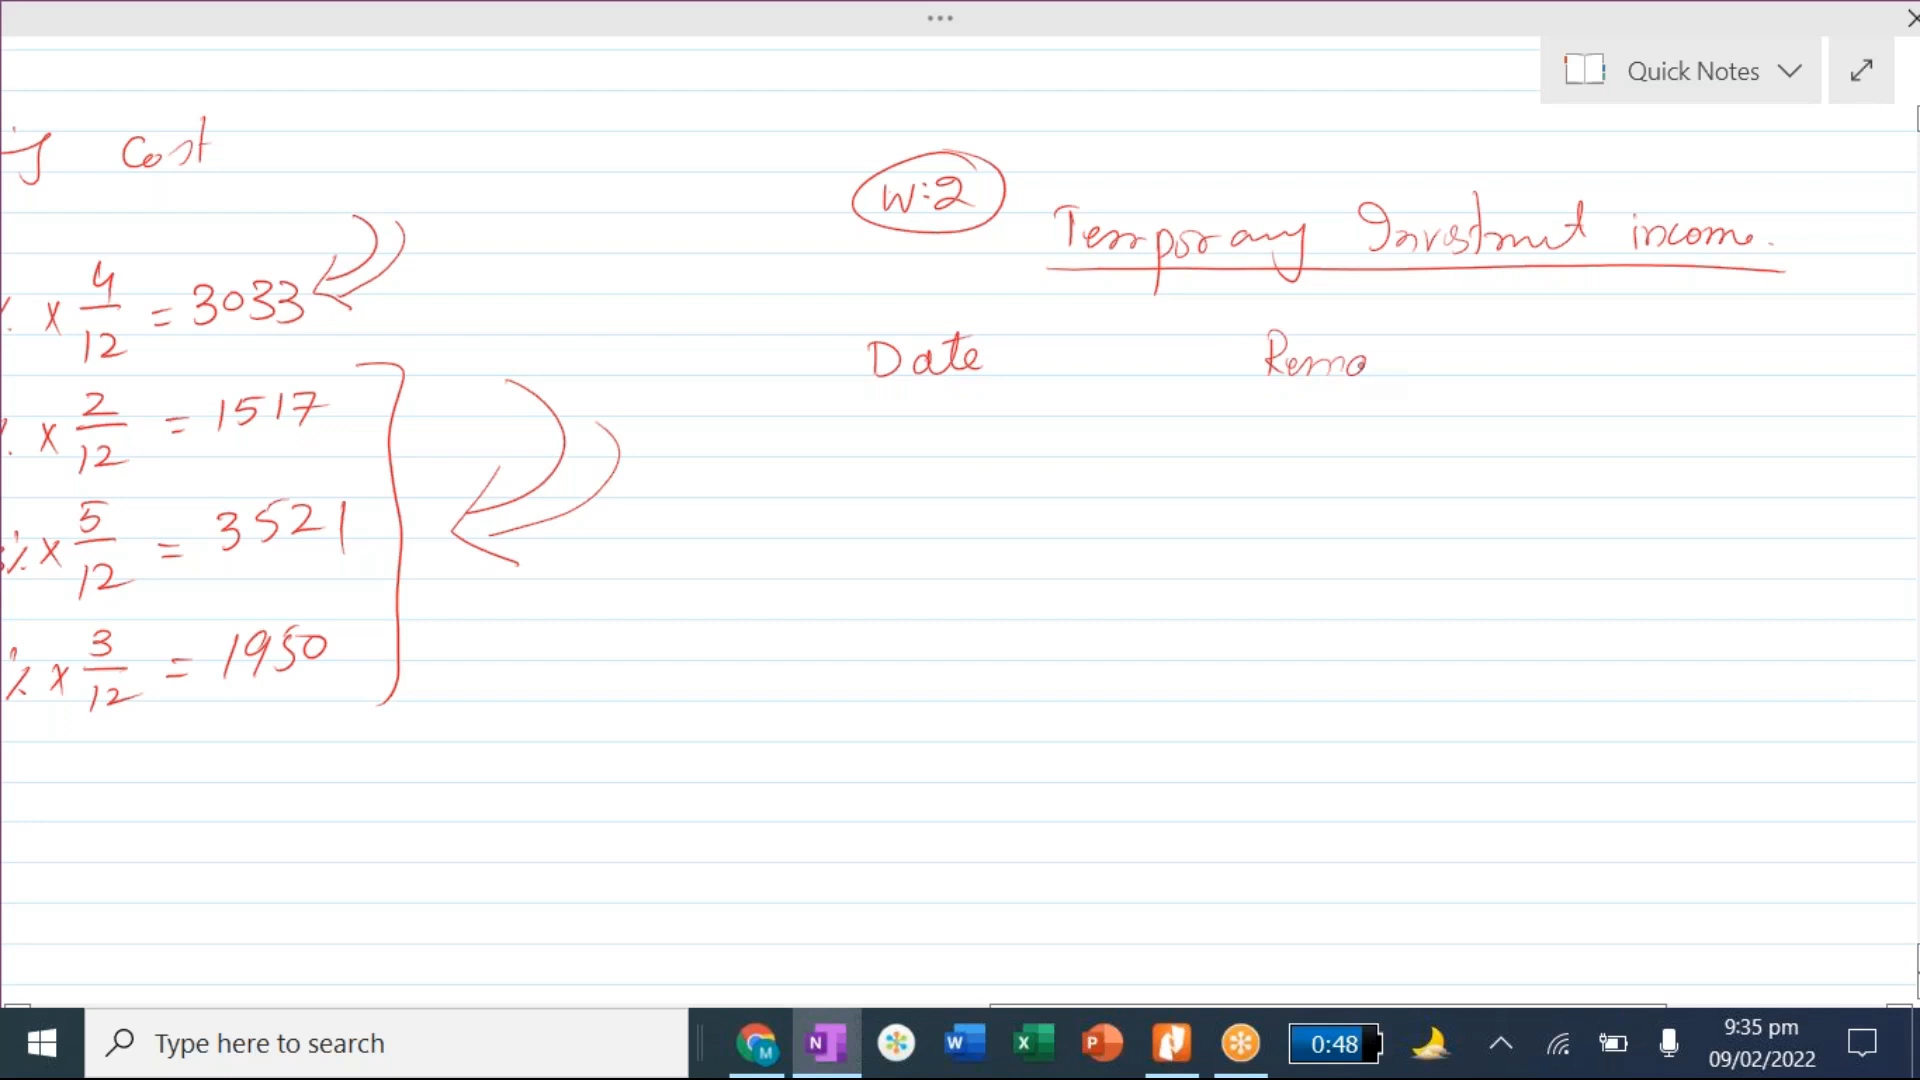 Quick Notes
Cost
W:2
Temporary Investment income.
% × 4/12 = 3033
Date Rema
% × 2/12 = 1517
% × 5/12 = 3521
% × 3/12 = 1950
Type here to search
0:48
9:35 pm
09/02/2022